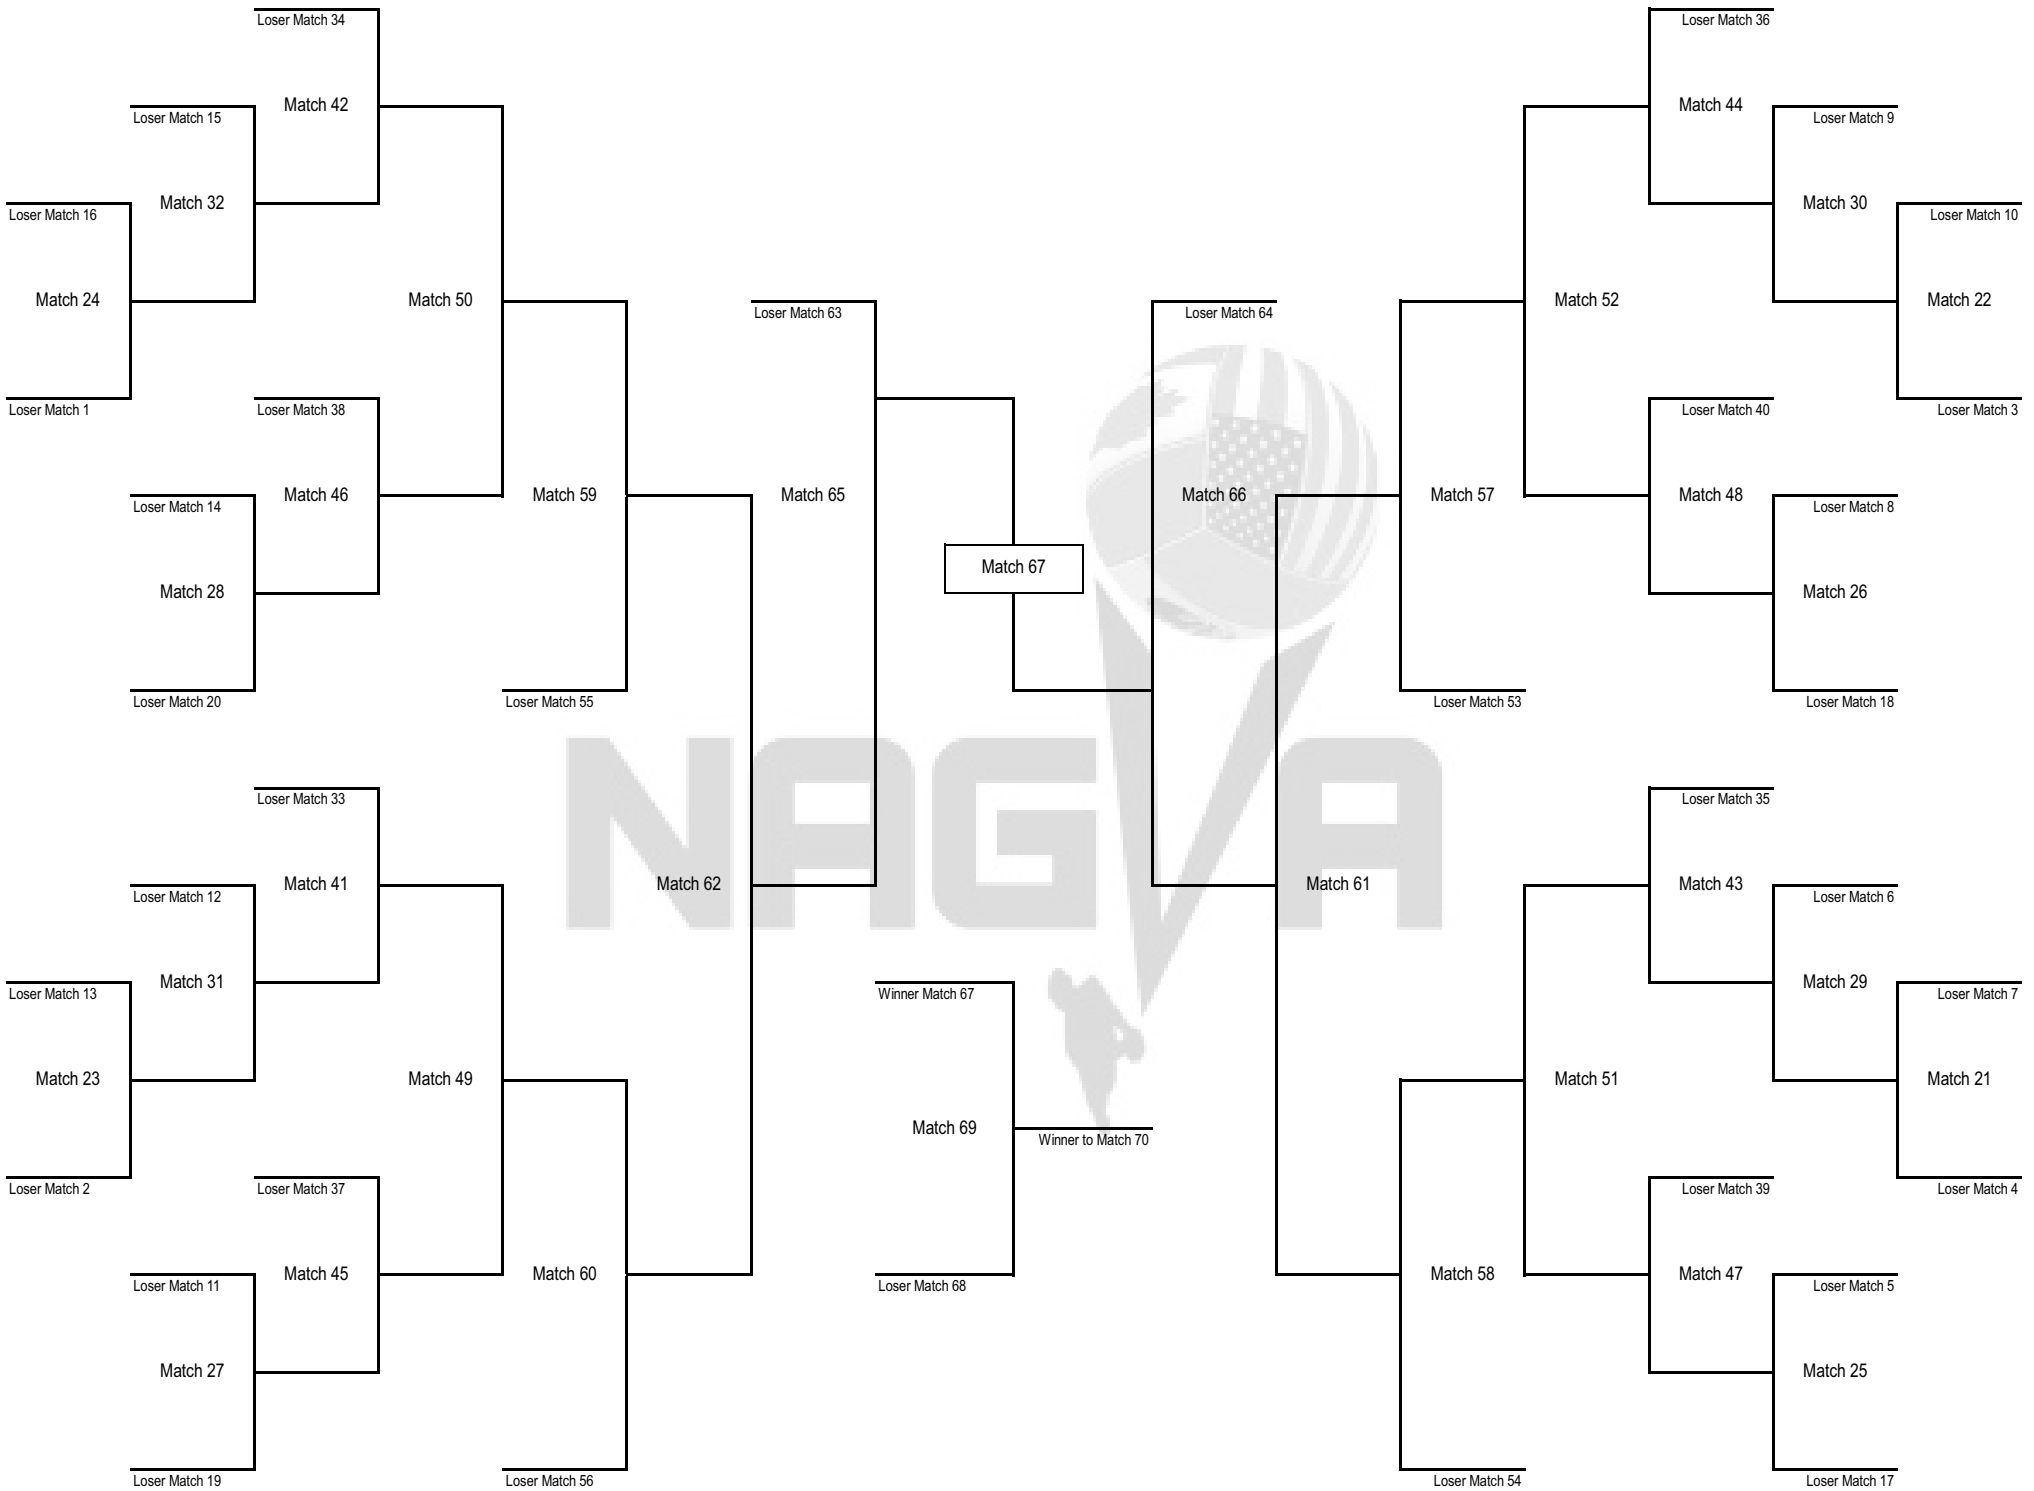 Loser Match 34
Loser Match 36
Match 42
Match 44
Loser Match 15
Loser Match 9
Match 32
Match 30
Loser Match 16
Loser Match 10
Match 24
Match 50
Match 52
Match 22
Loser Match 63
Loser Match 64
Loser Match 1
Loser Match 38
Loser Match 40
Loser Match 3
Match 46
Match 59
Match 65
Match 66
Match 57
Match 48
Loser Match 14
Loser Match 8
Match 67
Match 28
Match 26
Loser Match 20
Loser Match 55
Loser Match 53
Loser Match 18
NAGVA
Loser Match 33
Loser Match 35
Match 41
Match 62
Match 61
Match 43
Loser Match 12
Loser Match 6
Match 31
Match 29
Loser Match 13
Winner Match 67
Loser Match 7
Match 23
Match 49
Match 51
Match 21
Match 69
Winner to Match 70
Loser Match 2
Loser Match 37
Loser Match 39
Loser Match 4
Match 45
Match 60
Match 58
Match 47
Loser Match 11
Loser Match 68
Loser Match 5
Match 27
Match 25
Loser Match 19
Loser Match 56
Loser Match 54
Loser Match 17